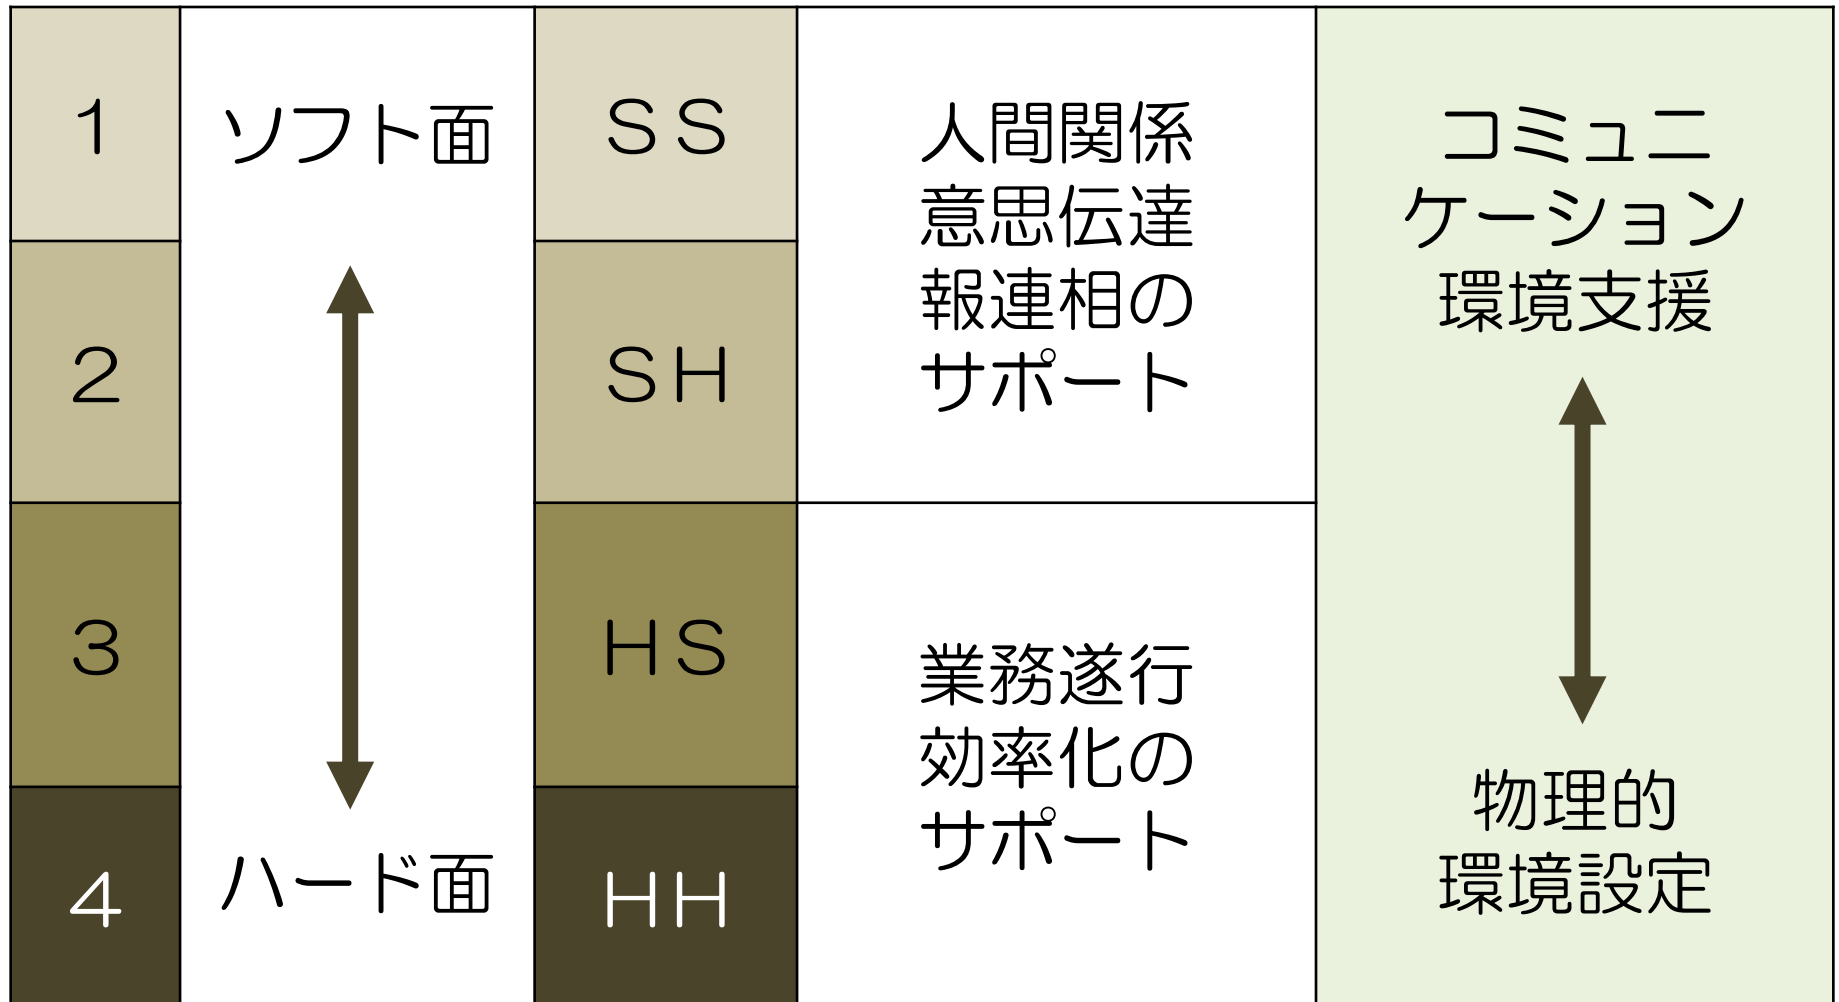 1
ソフト面
SS
人間関係
意思伝達
報連相の
サポート
コミュニ
ケーション
環境支援
2
SH
3
HS
業務遂行
効率化の
サポート
物理的
環境設定
4
ハード面
HH